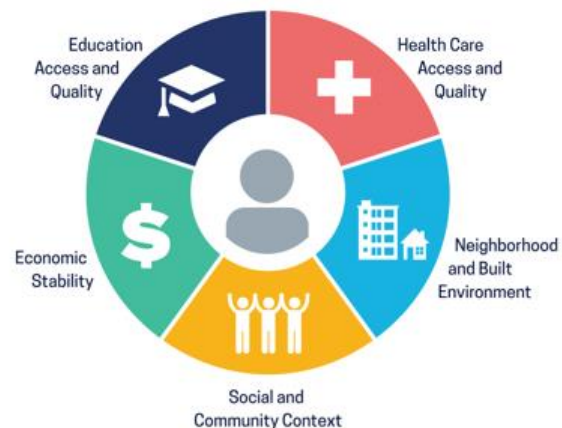 Education
Access and
Quality
Health Care
Access and
Quality
$
Economic
Stability
Neighborhood
and Built
Environment
Social and
Community Context